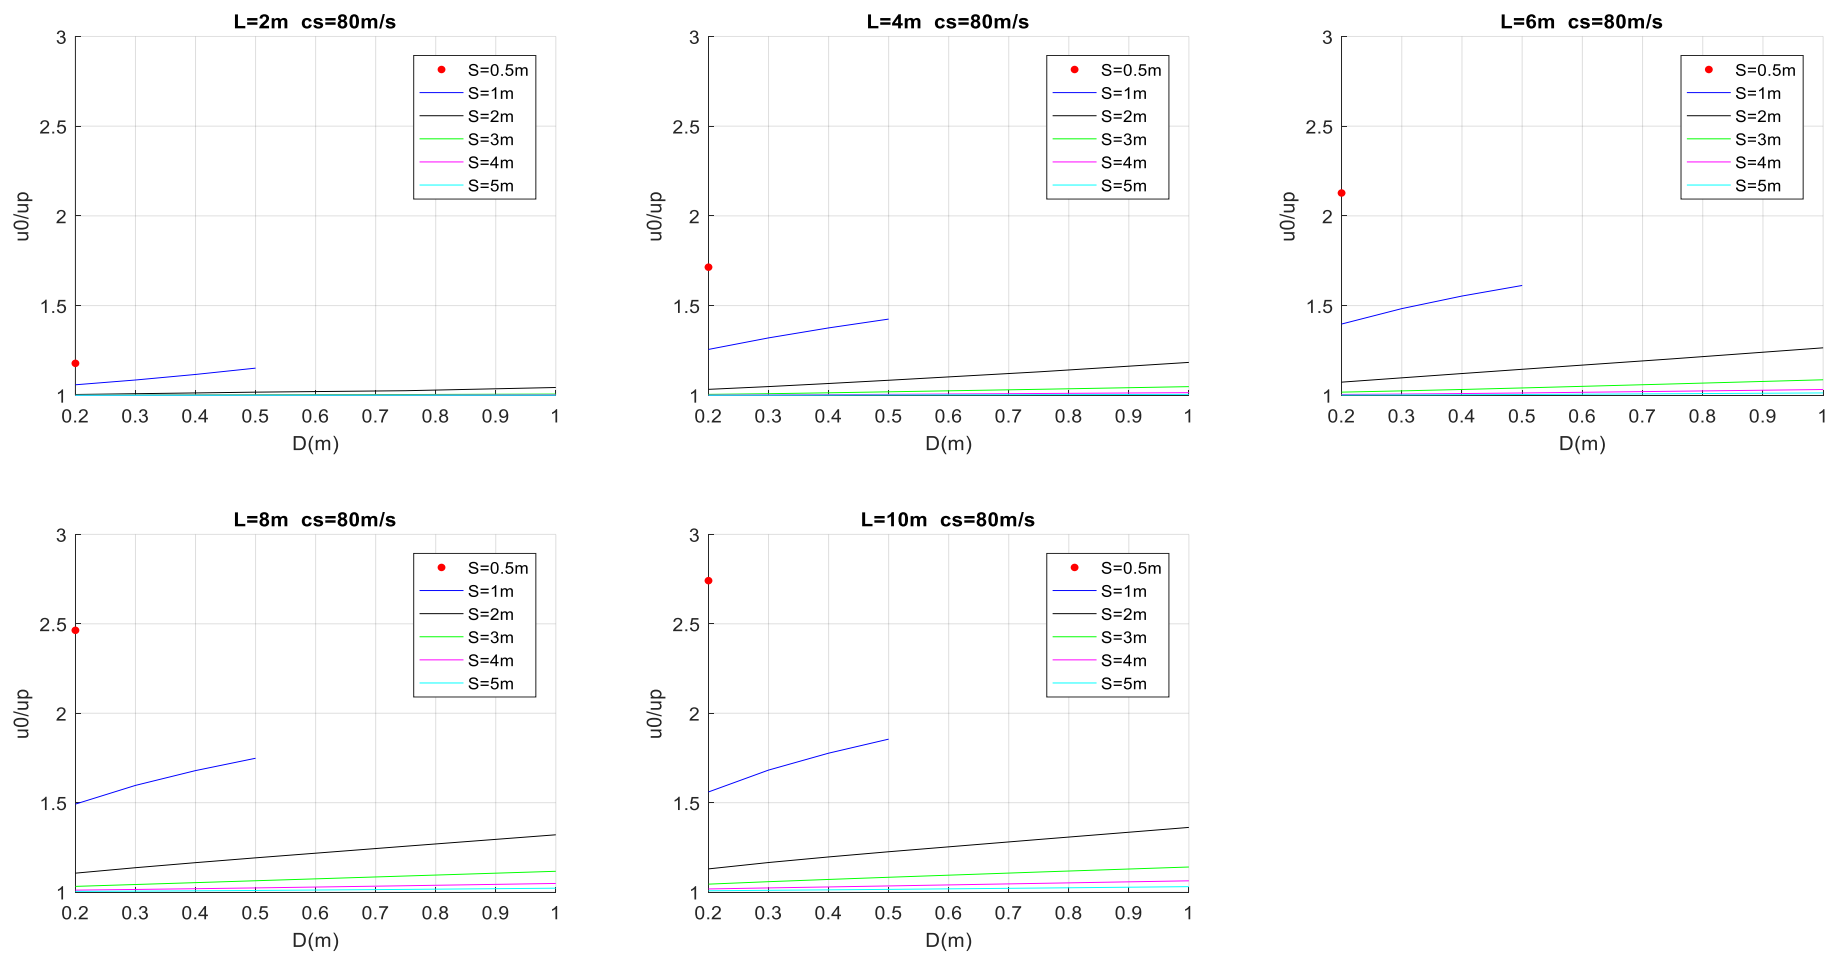 L=2m cs=80m/s
3
2.5
2
1.5
1
u0/up
0.2 0.3 0.4 0.5 0.6 0.7 0.8 0.9 1
D(m)
S=0.5m
S=1m
S=2m
S=3m
S=4m
S=5m
L=4m cs=80m/s
3
2.5
2
1.5
1
u0/up
0.2 0.3 0.4 0.5 0.6 0.7 0.8 0.9 1
D(m)
S=0.5m
S=1m
S=2m
S=3m
S=4m
S=5m
L=6m cs=80m/s
3
2.5
2
1.5
1
u0/up
0.2 0.3 0.4 0.5 0.6 0.7 0.8 0.9 1
D(m)
S=0.5m
S=1m
S=2m
S=3m
S=4m
S=5m
L=8m cs=80m/s
3
2.5
2
1.5
1
u0/up
0.2 0.3 0.4 0.5 0.6 0.7 0.8 0.9 1
D(m)
S=0.5m
S=1m
S=2m
S=3m
S=4m
S=5m
L=10m cs=80m/s
3
2.5
2
1.5
1
u0/up
0.2 0.3 0.4 0.5 0.6 0.7 0.8 0.9 1
D(m)
S=0.5m
S=1m
S=2m
S=3m
S=4m
S=5m